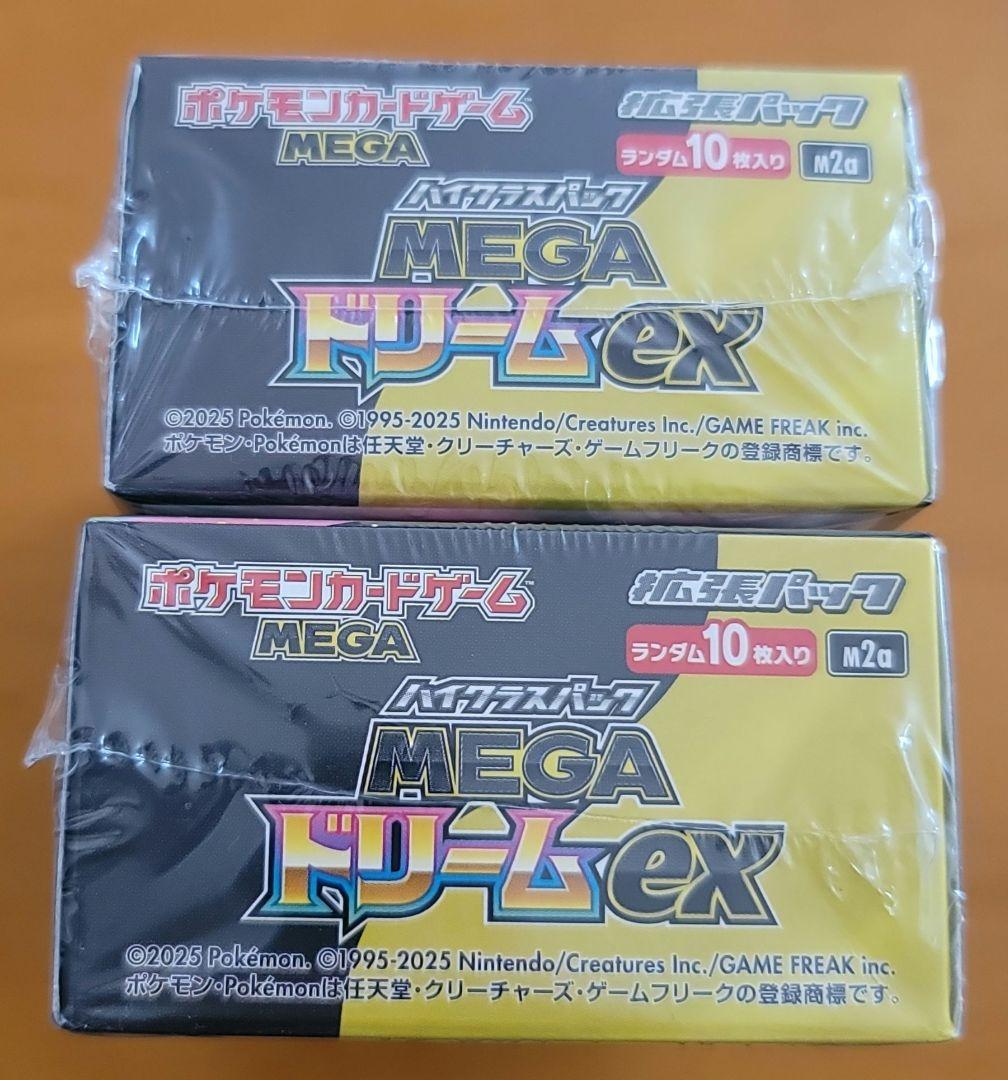 ポケモンカードゲーム™
MEGA
拡張パック
ランダム10枚入り
M2a
ハイクラスパック
MEGA
ドリームex
©2025 Pokémon. ©1995-2025 Nintendo/Creatures Inc./GAME FREAK inc.
ポケモン・Pokémonは任天堂・クリーチャーズ・ゲームフリークの登録商標です。
ポケモンカードゲーム™
MEGA
拡張パック
ランダム10枚入り
M2a
ハイクラスパック
MEGA
ドリームex
©2025 Pokémon. ©1995-2025 Nintendo/Creatures Inc./GAME FREAK inc.
ポケモン・Pokémonは任天堂・クリーチャーズ・ゲームフリークの登録商標です。